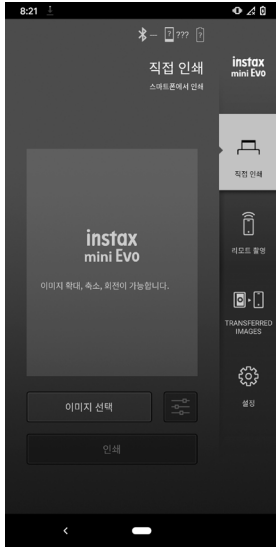 8:21
– ? ??? ?
직접 인쇄
스마트폰에서 인쇄
instax
mini Evo
이미지 확대, 축소, 회전이 가능합니다.
이미지 선택
인쇄
instax
mini Evo
직접 인쇄
리모트 촬영
TRANSFERRED
IMAGES
설정